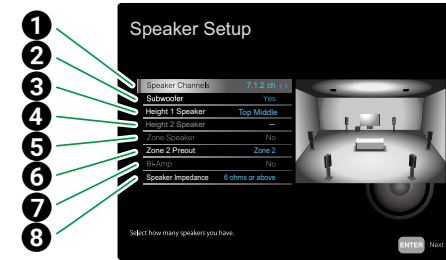 Speaker Setup
1 Speaker Channels 7.1.2 ch <>
2 Subwoofer Yes
3 Height 1 Speaker Top Middle
4 Height 2 Speaker –
5 Zone Speaker No
6 Zone 2 Preout Zone 2
7 Bi-Amp No
8 Speaker Impedance 6 ohms or above
Select how many speakers you have.
ENTER Next